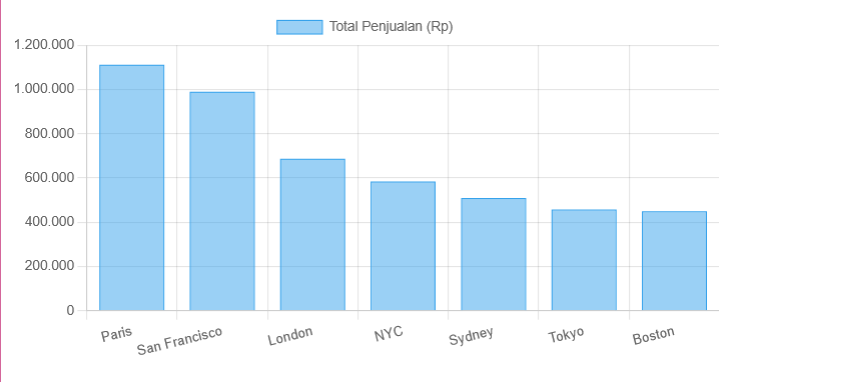 Total Penjualan (Rp)
1.200.000
1.000.000
800.000
600.000
400.000
200.000
0
Paris
San Francisco
London
NYC
Sydney
Tokyo
Boston